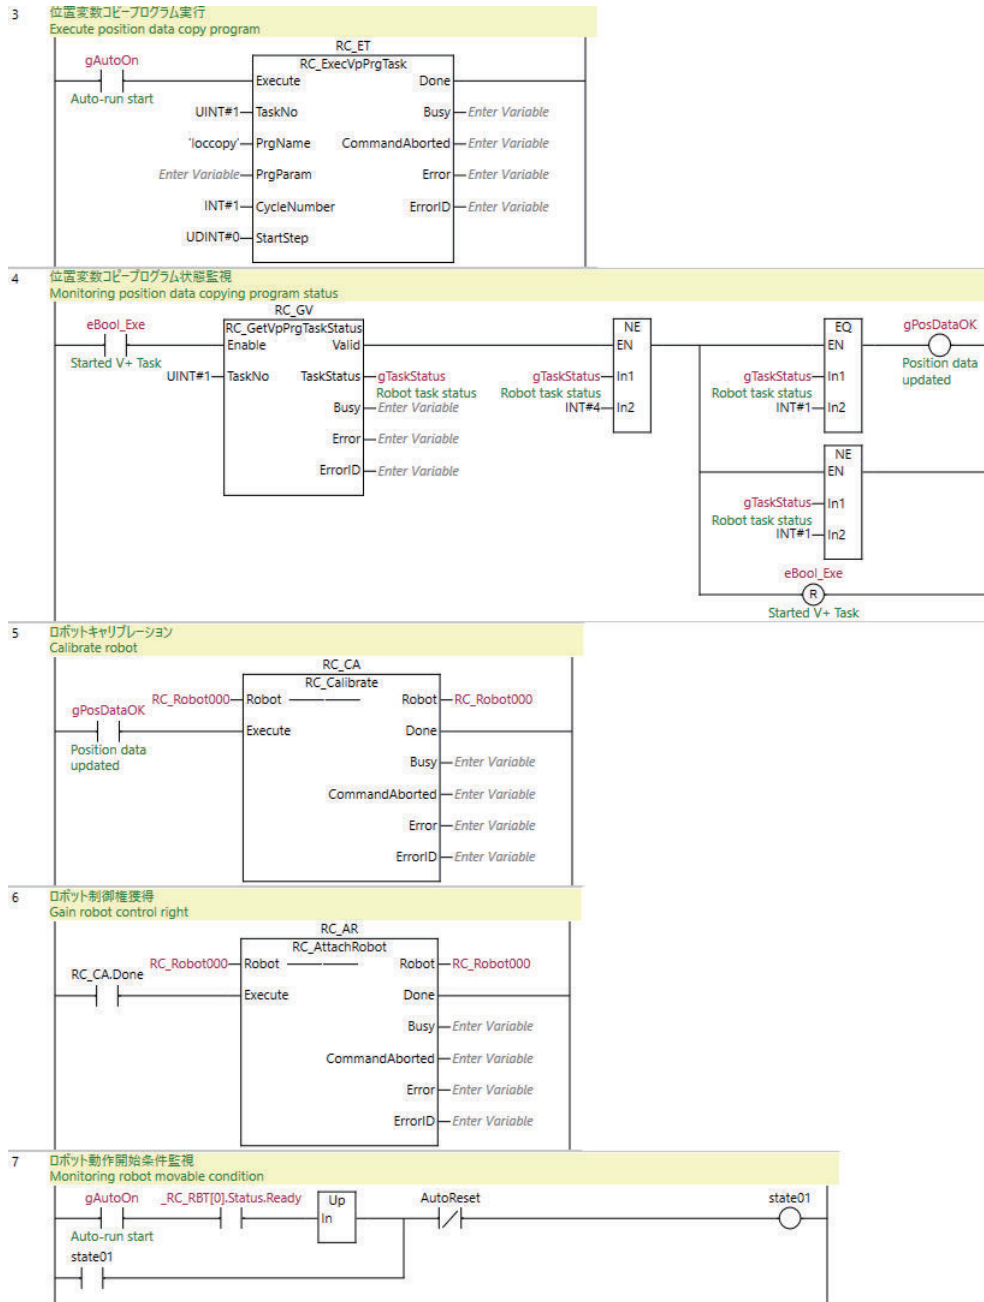 3 位置変数コピープログラム実行
Execute position data copy program
RC_ET
gAutoOn RC_ExecVpPrgTask
Execute Done
Auto-run start
UINT#1 TaskNo Busy Enter Variable
'loccopy' PrgName CommandAborted Enter Variable
Enter Variable PrgParam Error Enter Variable
INT#1 CycleNumber ErrorID Enter Variable
UDINT#0 StartStep
4 位置変数コピープログラム状態監視
Monitoring position data copying program status
RC_GV
eBool_Exe RC_GetVpPrgTaskStatus NE EQ gPosDataOK
Enable Valid EN EN
Started V+ Task Position data
updated
UINT#1 TaskNo TaskStatus gTaskStatus gTaskStatus In1 gTaskStatus In1
Robot task status Robot task status Robot task status
Busy Enter Variable INT#4 In2 INT#1 In2
Error Enter Variable
NE
ErrorID Enter Variable EN
gTaskStatus In1
Robot task status
INT#1 In2
eBool_Exe
R
Started V+ Task
5 ロボットキャリブレーション
Calibrate robot
RC_CA
RC_Calibrate
RC_Robot000 Robot Robot RC_Robot000
gPosDataOK
Execute Done
Position data
updated
Busy Enter Variable
CommandAborted Enter Variable
Error Enter Variable
ErrorID Enter Variable
6 ロボット制御権獲得
Gain robot control right
RC_AR
RC_AttachRobot
RC_Robot000 Robot Robot RC_Robot000
RC_CA.Done
Execute Done
Busy Enter Variable
CommandAborted Enter Variable
Error Enter Variable
ErrorID Enter Variable
7 ロボット動作開始条件監視
Monitoring robot movable condition
gAutoOn _RC_RBT[0].Status.Ready Up AutoReset state01
In
Auto-run start
state01